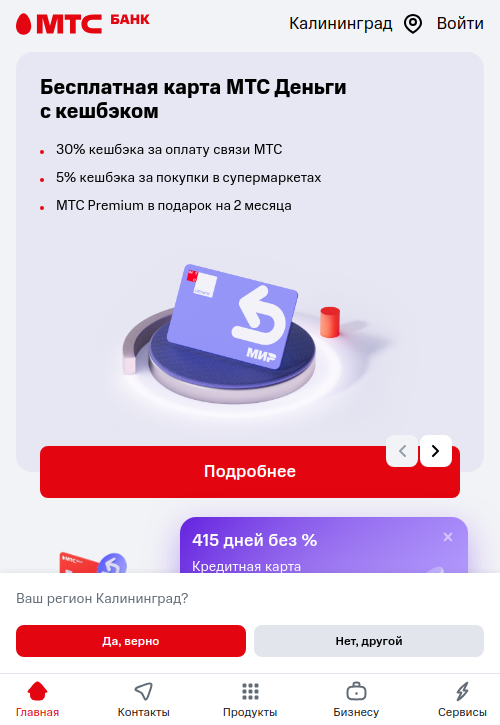 МТС БАНК
Калининград Войти
Бесплатная карта МТС Деньги
с кешбэком
30% кешбэка за оплату связи МТС
5% кешбэка за покупки в супермаркетах
МТС Premium в подарок на 2 месяца
МИР
Подробнее
415 дней без %
Кредитная карта
Ваш регион Калининград?
Да, верно Нет, другой
Главная Контакты Продукты Бизнесу Сервисы